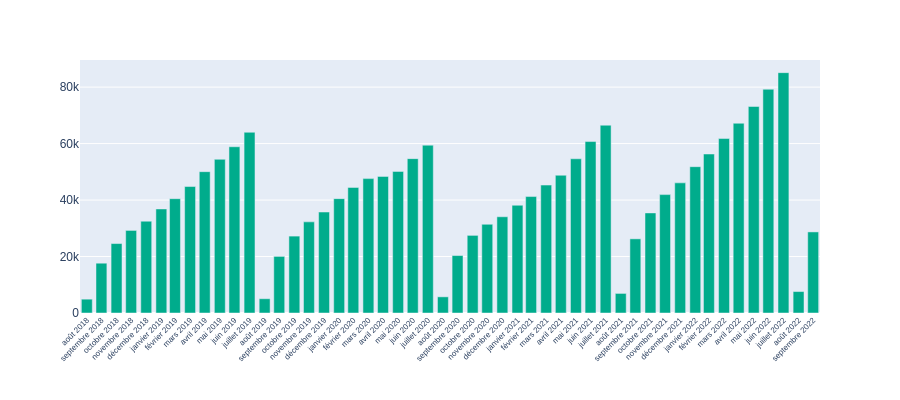 80k
60k
40k
20k
0
août 2018
septembre 2018
octobre 2018
novembre 2018
décembre 2018
janvier 2019
février 2019
mars 2019
avril 2019
mai 2019
juin 2019
juillet 2019
août 2019
septembre 2019
octobre 2019
novembre 2019
décembre 2019
janvier 2020
février 2020
mars 2020
avril 2020
mai 2020
juin 2020
juillet 2020
août 2020
septembre 2020
octobre 2020
novembre 2020
décembre 2020
janvier 2021
février 2021
mars 2021
avril 2021
mai 2021
juin 2021
juillet 2021
août 2021
septembre 2021
octobre 2021
novembre 2021
décembre 2021
janvier 2022
février 2022
mars 2022
avril 2022
mai 2022
juin 2022
juillet 2022
août 2022
septembre 2022